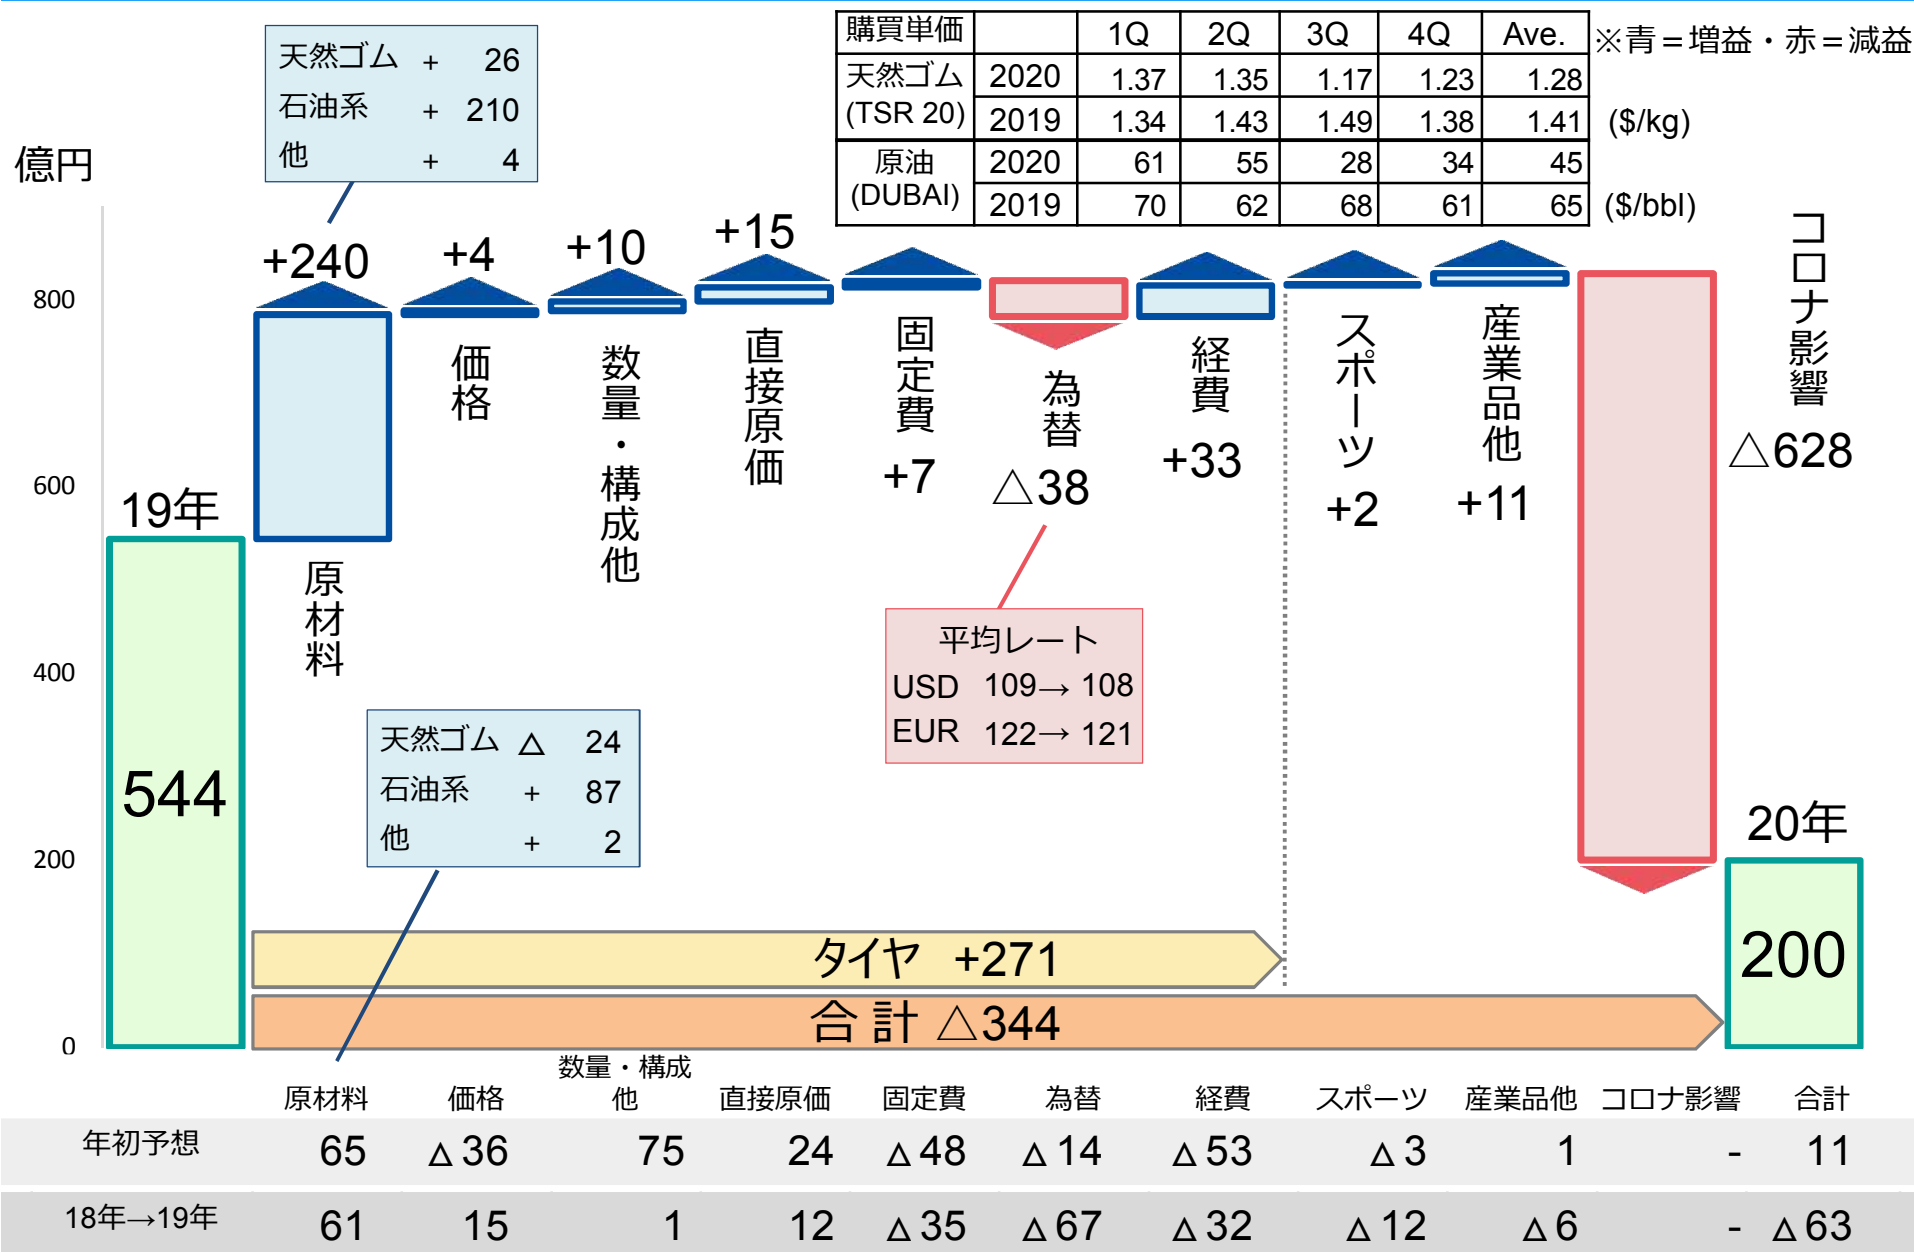 購買単価 1Q 2Q 3Q 4Q Ave.
天然ゴム (TSR 20) 2020 1.37 1.35 1.17 1.23 1.28
2019 1.34 1.43 1.49 1.38 1.41 ($/kg)
原油 (DUBAI) 2020 61 55 28 34 45
2019 70 62 68 61 65 ($/bbl)
※青＝増益・赤＝減益
天然ゴム + 26
石油系 + 210
他 + 4
億円
800
600
400
200
0
19年
544
+240
原材料
+4
価格
+10
数量・構成他
+15
直接原価
固定費
+7
為替
△38
経費
+33
スポーツ
+2
産業品他
+11
コロナ影響
△628
20年
200
平均レート
USD 109→ 108
EUR 122→ 121
天然ゴム △ 24
石油系 + 87
他 + 2
タイヤ +271
合計 △344
原材料 価格 数量・構成他 直接原価 固定費 為替 経費 スポーツ 産業品他 コロナ影響 合計
年初予想 65 △36 75 24 △48 △14 △53 △3 1 - 11
18年→19年 61 15 1 12 △35 △67 △32 △12 △6 - △63